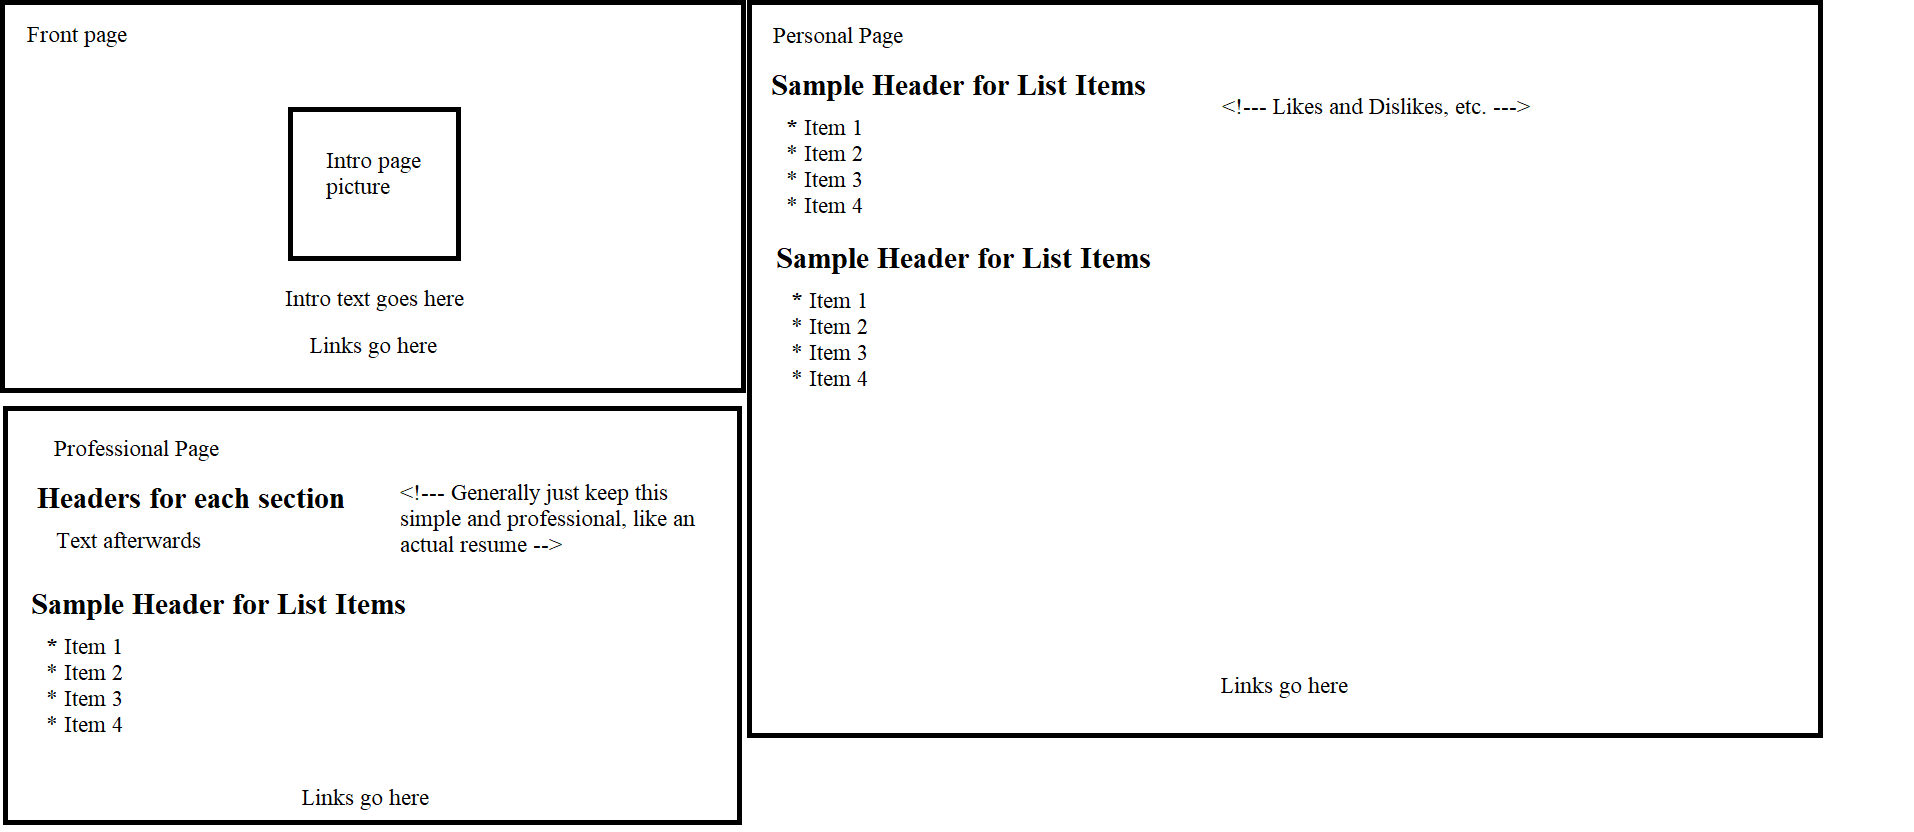 Front page
Intro page
picture
Intro text goes here
Links go here
Professional Page
Headers for each section
Text afterwards
<!--- Generally just keep this
simple and professional, like an
actual resume -->
Sample Header for List Items
* Item 1
* Item 2
* Item 3
* Item 4
Links go here
Personal Page
Sample Header for List Items
<!--- Likes and Dislikes, etc. --->
* Item 1
* Item 2
* Item 3
* Item 4
Sample Header for List Items
* Item 1
* Item 2
* Item 3
* Item 4
Links go here